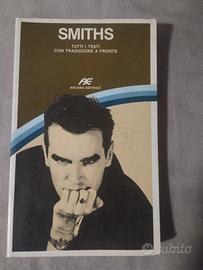 SMITHS
TUTTI I TESTI
CON TRADUZIONE A FRONTE
ARCANA EDITRICE
subito